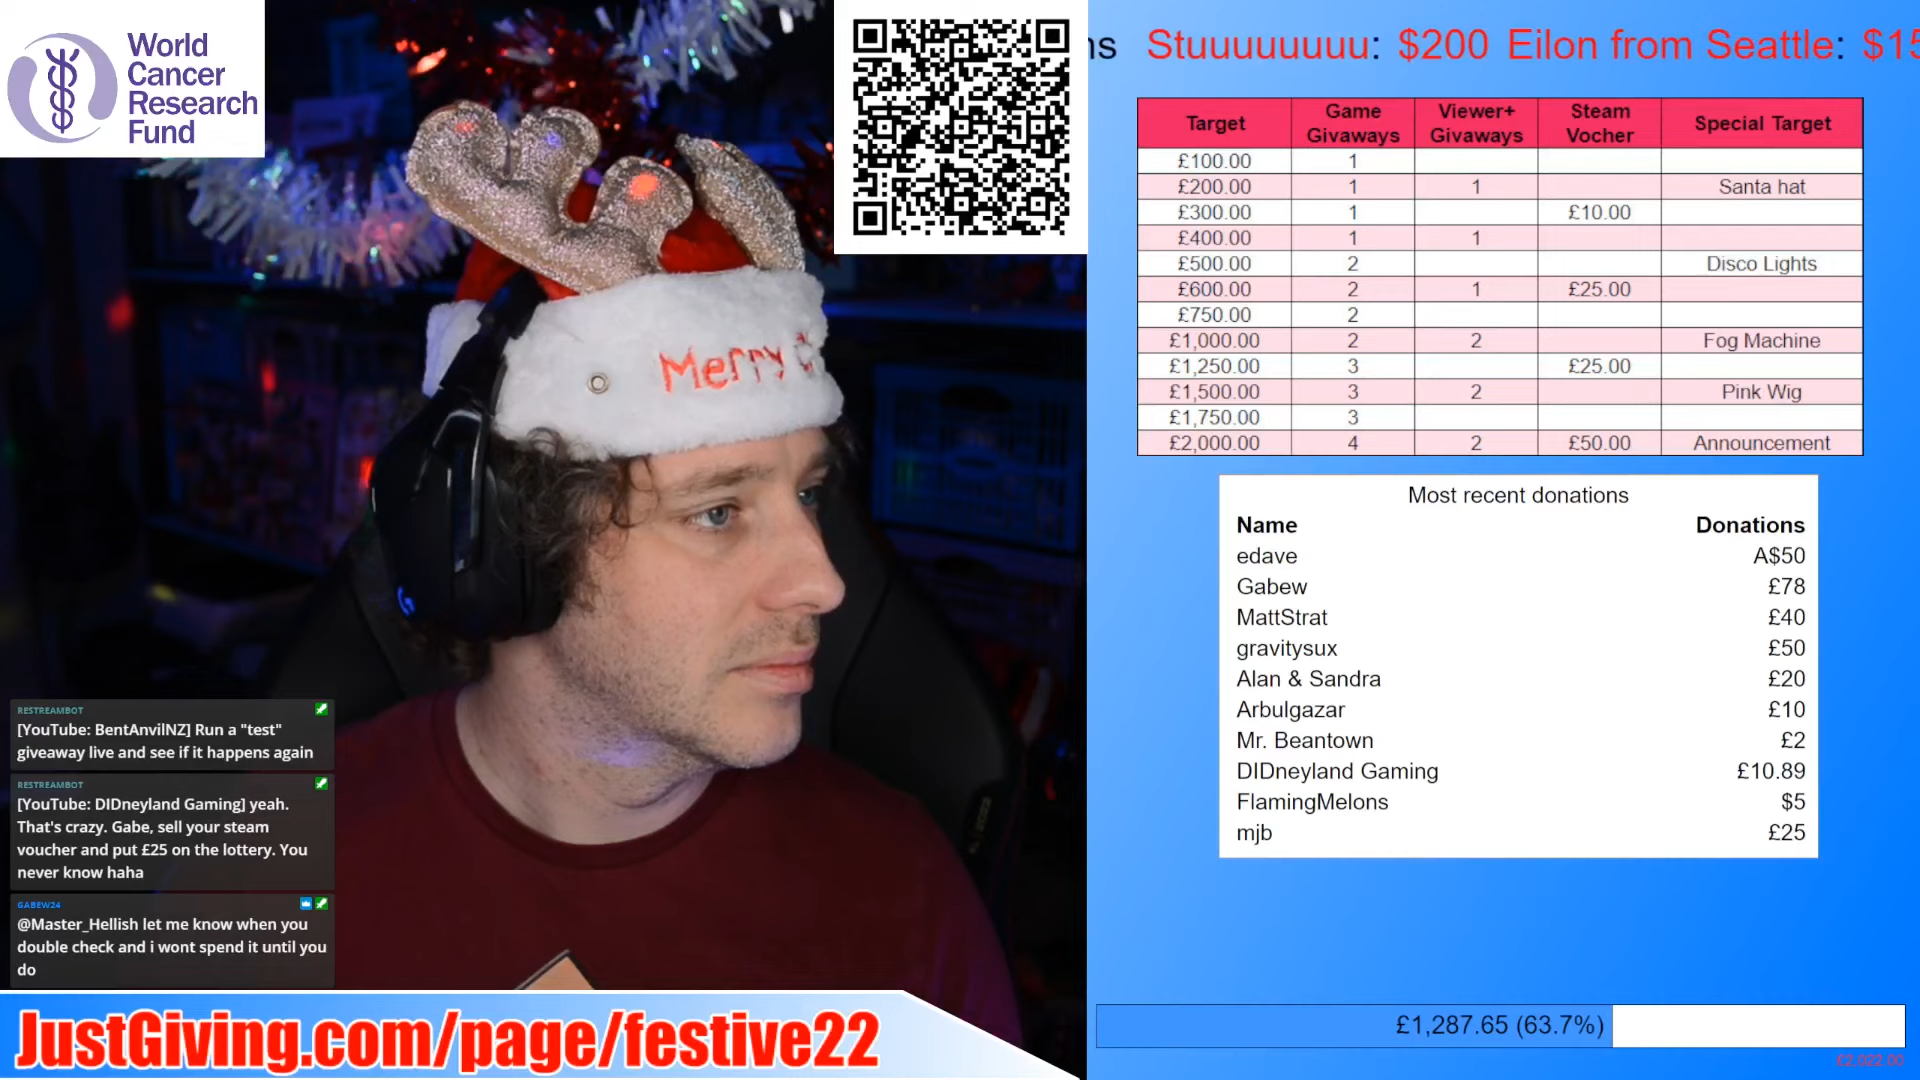 World
Cancer
Research
Fund
Merry
ns Stuuuuuuuu: $200 Eilon from Seattle: $15
Target Game Givaways Viewer+ Givaways Steam Vocher Special Target
£100.00 1
£200.00 1 1 Santa hat
£300.00 1 £10.00
£400.00 1 1
£500.00 2 Disco Lights
£600.00 2 1 £25.00
£750.00 2
£1,000.00 2 2 Fog Machine
£1,250.00 3 £25.00
£1,500.00 3 2 Pink Wig
£1,750.00 3
£2,000.00 4 2 £50.00 Announcement
Most recent donations
Name Donations
edave A$50
Gabew £78
MattStrat £40
gravitysux £50
Alan & Sandra £20
Arbulgazar £10
Mr. Beantown £2
DIDneyland Gaming £10.89
FlamingMelons $5
mjb £25
RESTREAMBOT
[YouTube: BentAnvilNZ] Run a "test"
giveaway live and see if it happens again
RESTREAMBOT
[YouTube: DIDneyland Gaming] yeah.
That's crazy. Gabe, sell your steam
voucher and put £25 on the lottery. You
never know haha
GABEW24
@Master_Hellish let me know when you
double check and i wont spend it until you
do
JustGiving.com/page/festive22
£1,287.65 (63.7%)
£2,022.00